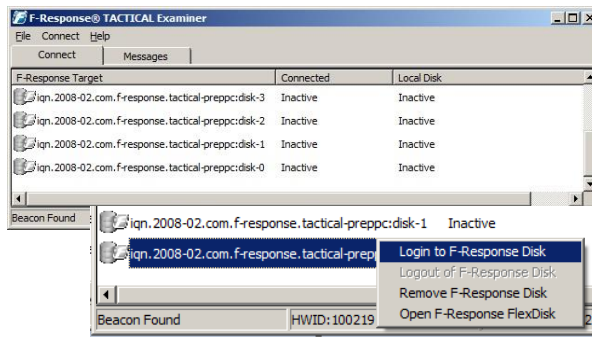 F-Response® TACTICAL Examiner
File Connect Help
Connect Messages
F-Response Target Connected Local Disk
iqn.2008-02.com.f-response.tactical-preppc:disk-3 Inactive Inactive
iqn.2008-02.com.f-response.tactical-preppc:disk-2 Inactive Inactive
iqn.2008-02.com.f-response.tactical-preppc:disk-1 Inactive Inactive
iqn.2008-02.com.f-response.tactical-preppc:disk-0 Inactive Inactive
Beacon Found
iqn.2008-02.com.f-response.tactical-preppc:disk-1 Inactive
iqn.2008-02.com.f-response.tactical-prepp
Login to F-Response Disk
Logout of F-Response Disk
Remove F-Response Disk
Open F-Response FlexDisk
Beacon Found HWID:100219 2